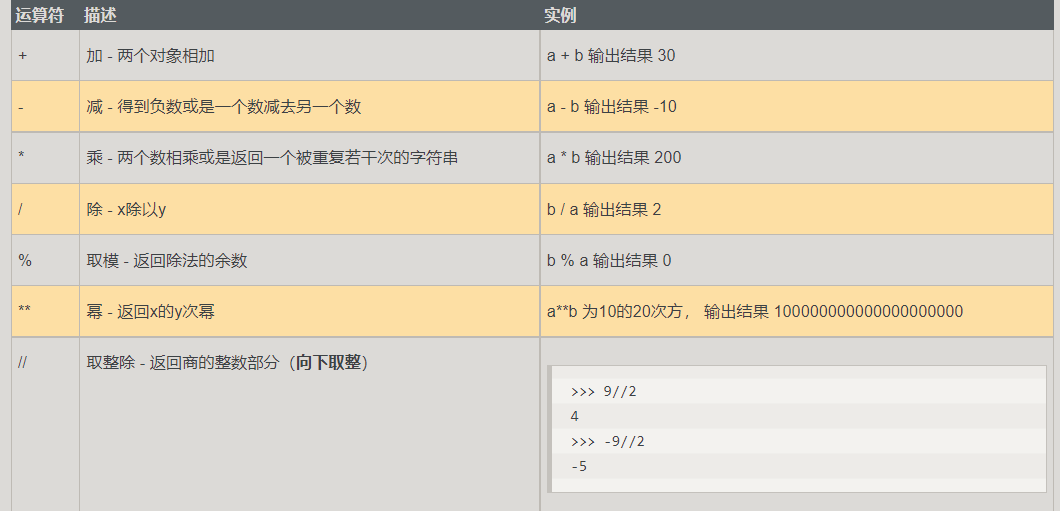 运算符 描述 实例
+ 加 - 两个对象相加 a + b 输出结果 30
- 减 - 得到负数或是一个数减去另一个数 a - b 输出结果 -10
* 乘 - 两个数相乘或是返回一个被重复若干次的字符串 a * b 输出结果 200
/ 除 - x除以y b / a 输出结果 2
% 取模 - 返回除法的余数 b % a 输出结果 0
** 幂 - 返回x的y次幂 a**b 为10的20次方， 输出结果 100000000000000000000
// 取整除 - 返回商的整数部分（向下取整）
>>> 9//2
4
>>> -9//2
-5